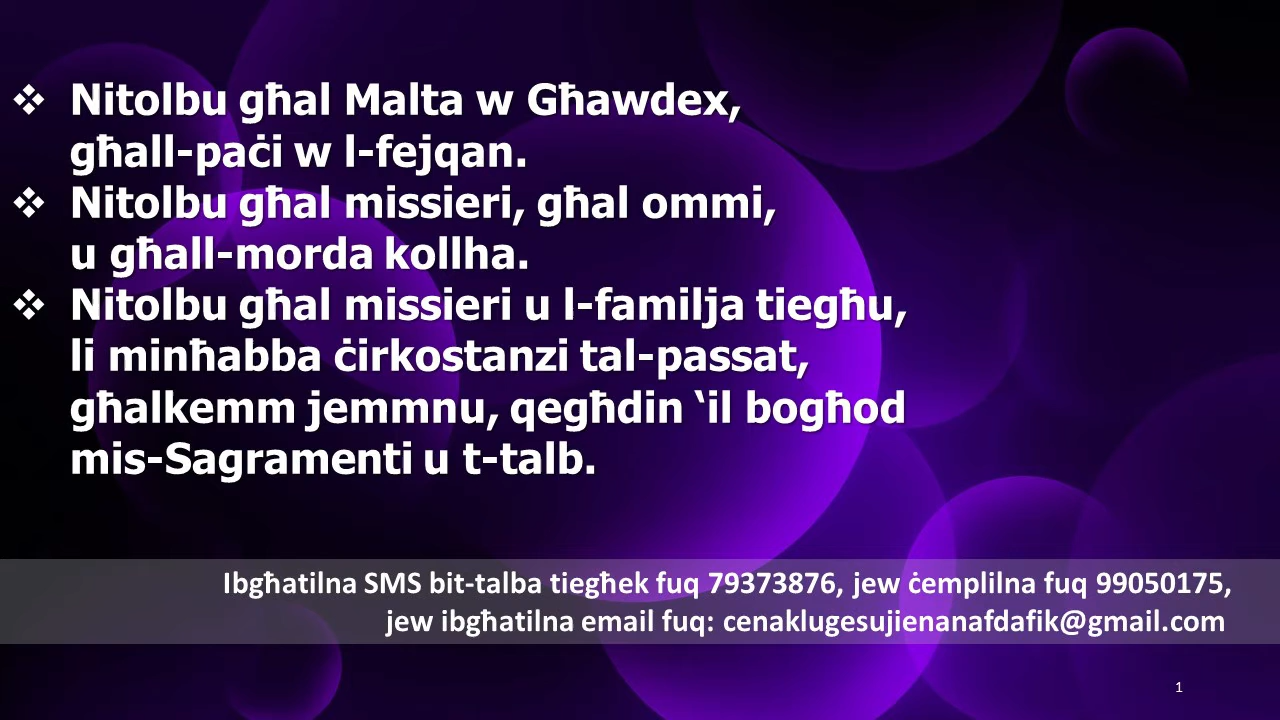 ❖ Nitolbu għal Malta w Għawdex,
għall-paċi w l-fejqan.
❖ Nitolbu għal missieri, għal ommi,
u għall-morda kollha.
❖ Nitolbu għal missieri u l-familja tiegħu,
li minħabba ċirkostanzi tal-passat,
għalkemm jemmnu, qegħdin ‘il bogħod
mis-Sagramenti u t-talb.
Ibgħatilna SMS bit-talba tiegħek fuq 79373876, jew ċemplilna fuq 99050175,
jew ibgħatilna email fuq: cenaklugesujienanafdafik@gmail.com
1